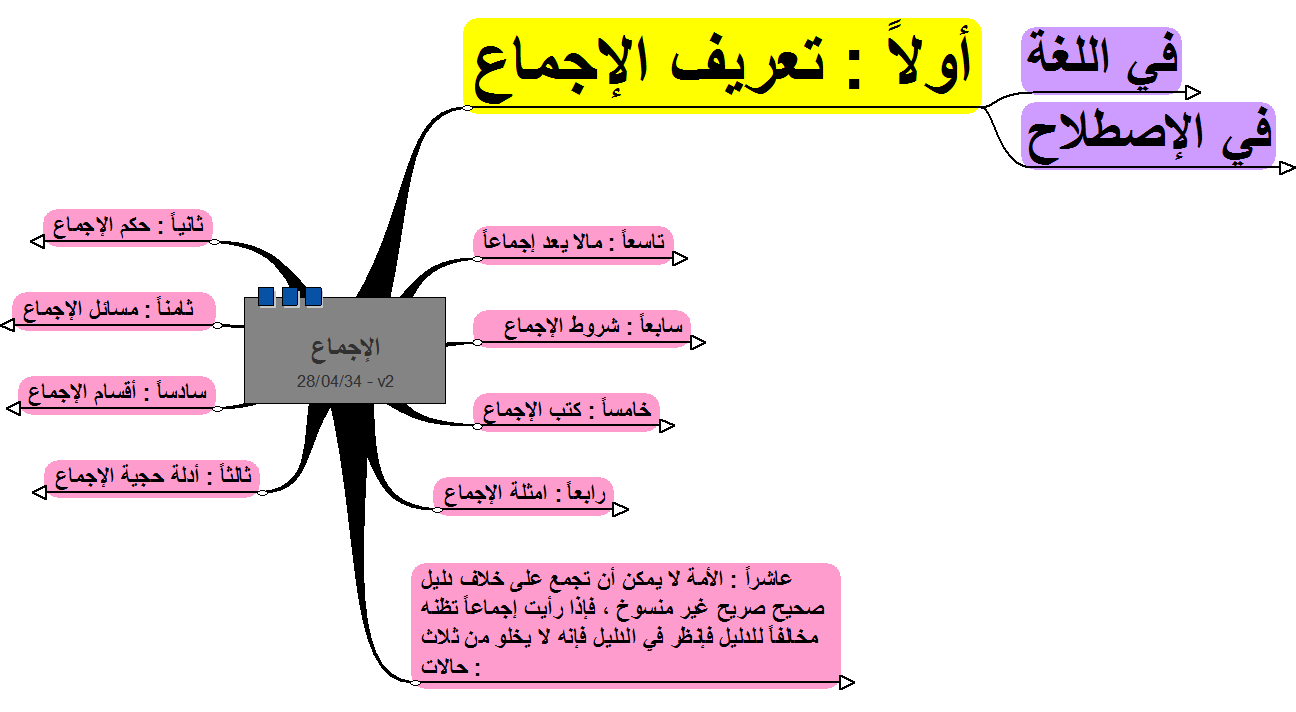 أولاً : تعريف الإجماع
في اللغة
في الإصطلاح
ثانياً : حكم الإجماع
تاسعاً : مالا يعد إجماعاً
ثامناً : مسائل الإجماع
سابعاً : شروط الإجماع
الإجماع
28/04/34 - v2
سادساً : أقسام الإجماع
خامساً : كتب الإجماع
ثالثاً : أدلة حجية الإجماع
رابعاً : امثلة الإجماع
عاشراً : الأمة لا يمكن أن تجمع على خلاف دليل
صحيح صريح غير منسوخ ، فإذا رأيت إجماعاً تظنه
مخالفاً للدليل فإنظر في الدليل فإنه لا يخلو من ثلاث
حالات :